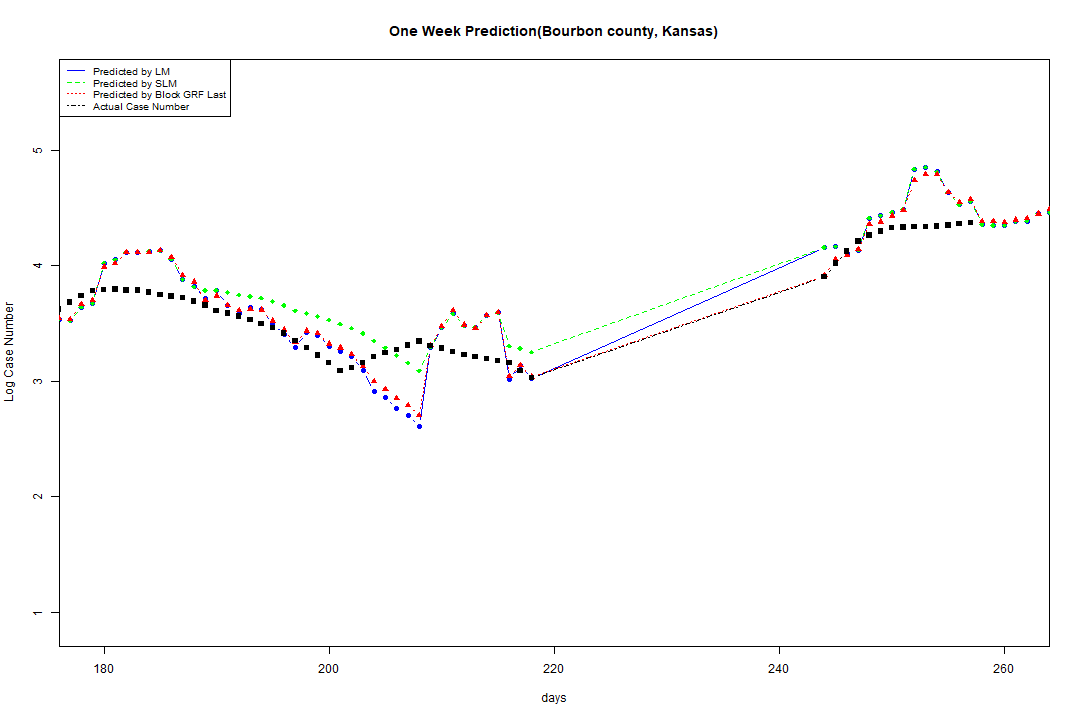 One Week Prediction(Bourbon county, Kansas)
Predicted by LM
Predicted by SLM
Predicted by Block GRF Last
Actual Case Number
5
4
3
2
1
Log Case Number
180 200 220 240 260
days